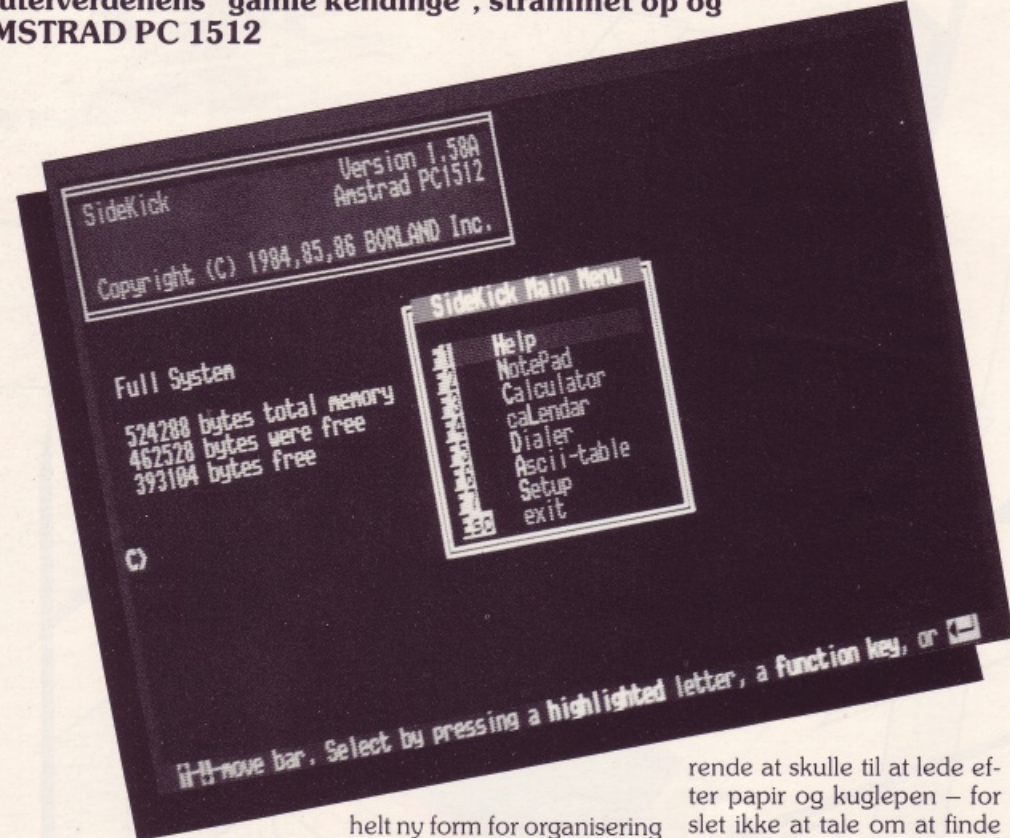 uterverdenens "gamle kendinge", strammet op og
MSTRAD PC 1512
SideKick Version 1.58A
Amstrad PC1512
Copyright (C) 1984,85,86 BORLAND Inc.
SideKick Main Menu
Help
NotePad
Calculator
caLendar
Dialer
Ascii-table
Setup
exit
Full System
524288 bytes total memory
462528 bytes were free
393104 bytes free
C>
move bar. Select by pressing a highlighted letter, a function key, or
helt ny form for organisering
rende at skulle til at lede ef-
ter papir og kuglepen – for
slet ikke at tale om at finde